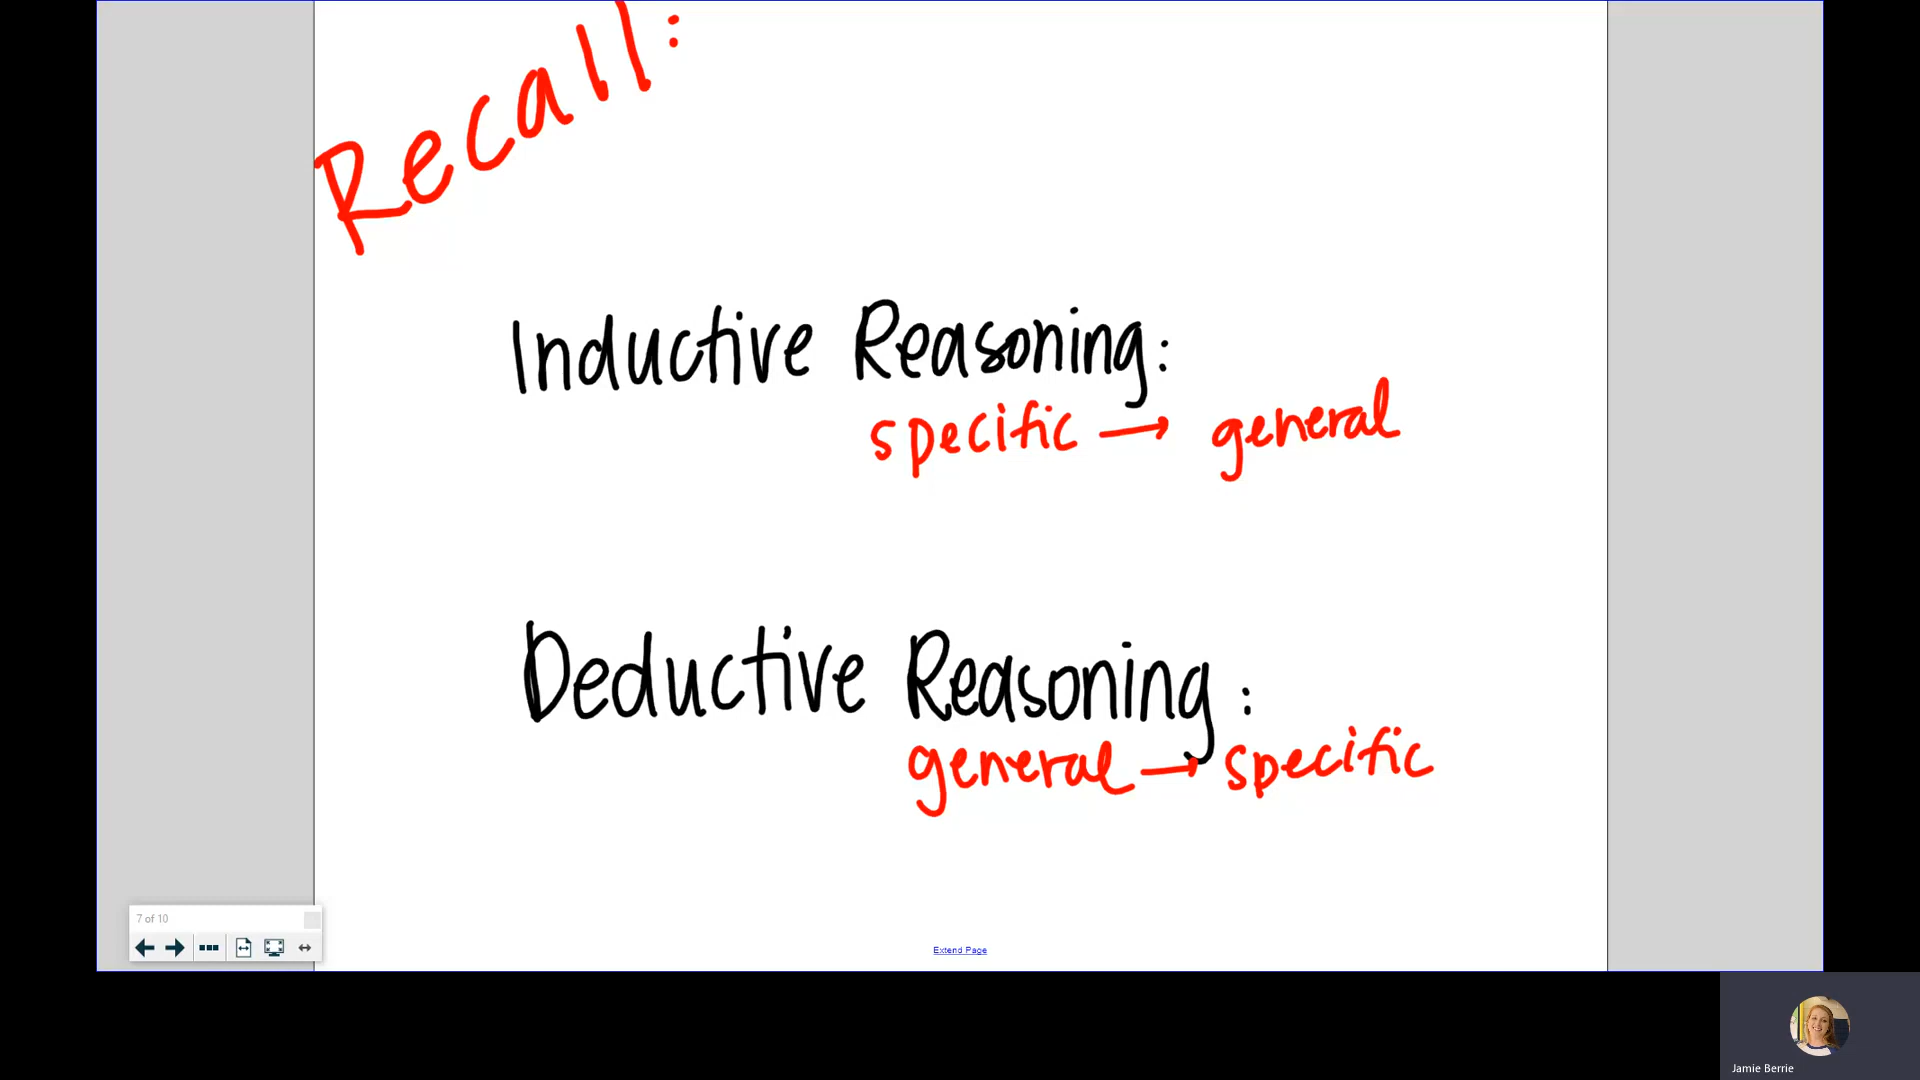 Recall:
Inductive Reasoning:
specific → general
Deductive Reasoning:
general → specific
7 of 10
Extend Page
Jamie Berrie